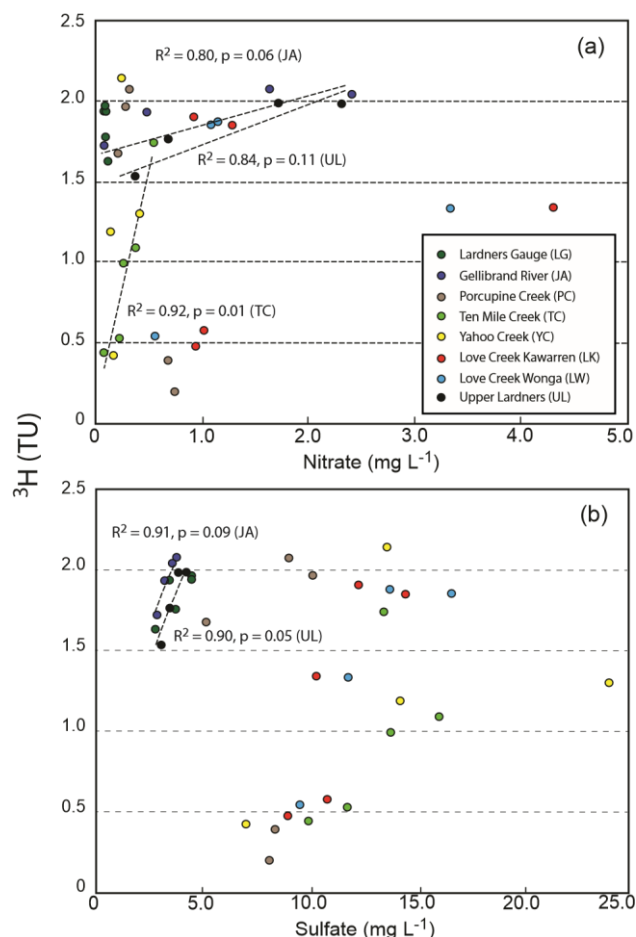 (a)
2.5
2.0
1.5
1.0
0.5
0
R² = 0.80, p = 0.06 (JA)
R² = 0.84, p = 0.11 (UL)
R² = 0.92, p = 0.01 (TC)
Lardners Gauge (LG)
Gellibrand River (JA)
Porcupine Creek (PC)
Ten Mile Creek (TC)
Yahoo Creek (YC)
Love Creek Kawarren (LK)
Love Creek Wonga (LW)
Upper Lardners (UL)
0 1.0 2.0 3.0 4.0 5.0
Nitrate (mg L⁻¹)
³H (TU)
(b)
2.5
2.0
1.5
1.0
0.5
0
R² = 0.91, p = 0.09 (JA)
R² = 0.90, p = 0.05 (UL)
0 5.0 10.0 15.0 20.0 25.0
Sulfate (mg L⁻¹)